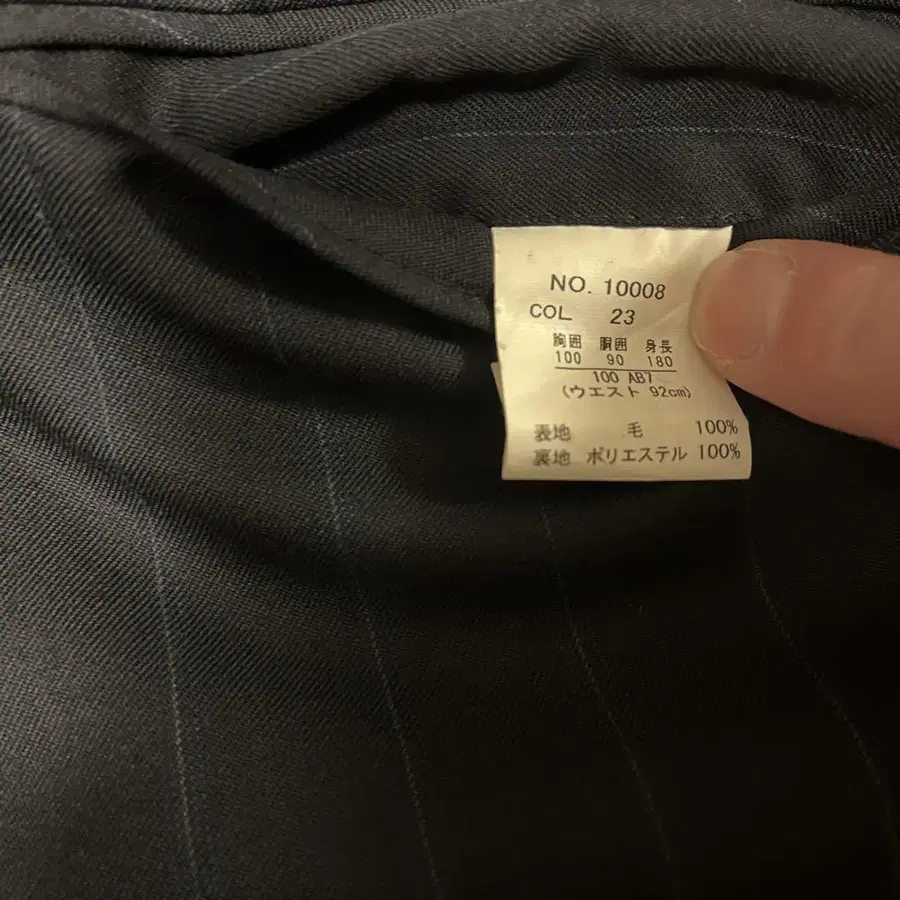 NO. 10008
COL 23
胸囲 胴囲 身長
100 90 180
100 AB7
(ウエスト 92cm)
表地 毛 100%
裏地 ポリエステル 100%